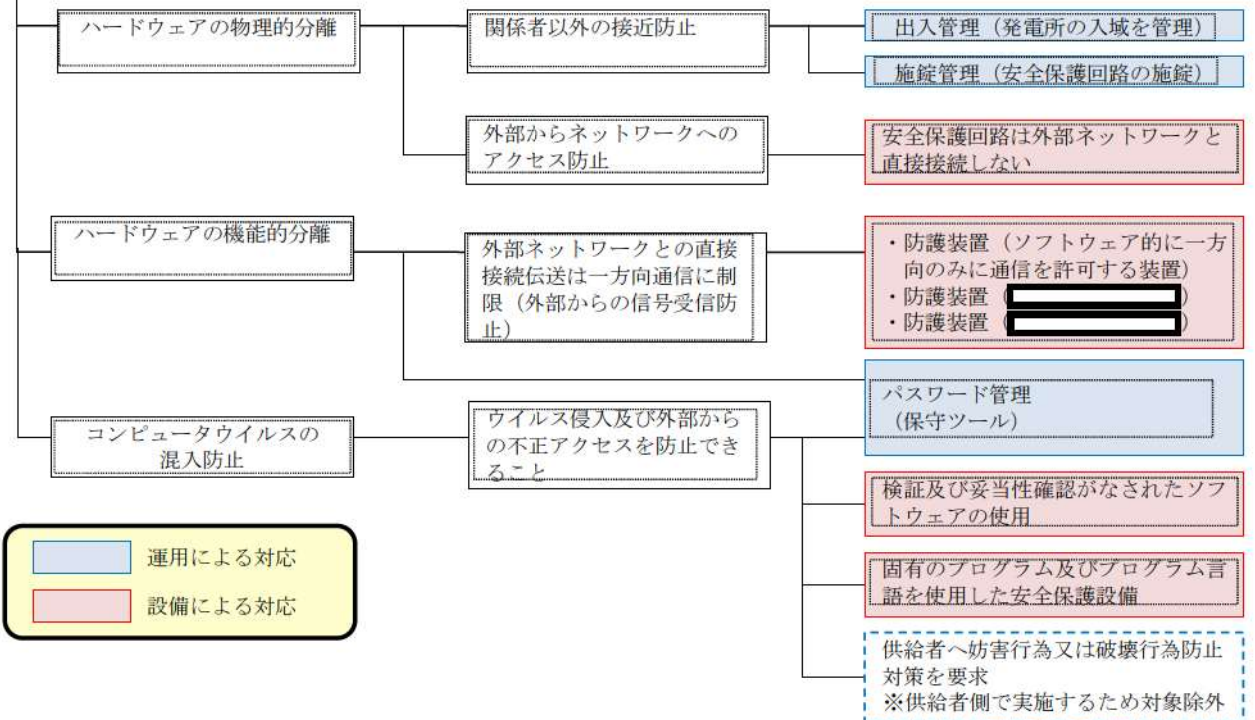 ハードウェアの物理的分離
関係者以外の接近防止
出入管理（発電所の入域を管理）
施錠管理（安全保護回路の施錠）
外部からネットワークへの
アクセス防止
安全保護回路は外部ネットワークと
直接接続しない
ハードウェアの機能的分離
外部ネットワークとの直接
接続伝送は一方向通信に制
限（外部からの信号受信防
止）
・防護装置（ソフトウェア的に一方
向のみに通信を許可する装置）
・防護装置（　）
・防護装置（　）
パスワード管理
（保守ツール）
コンピュータウイルスの
混入防止
ウイルス侵入及び外部から
の不正アクセスを防止でき
ること
検証及び妥当性確認がなされたソフ
トウェアの使用
固有のプログラム及びプログラム言
語を使用した安全保護設備
供給者へ妨害行為又は破壊行為防止
対策を要求
※供給者側で実施するため対象除外
運用による対応
設備による対応